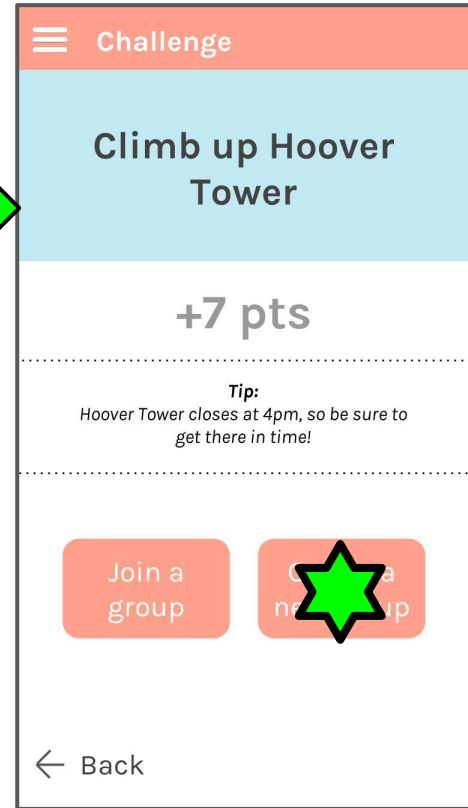 Challenge
Climb up Hoover
Tower
+7 pts
Tip:
Hoover Tower closes at 4pm, so be sure to
get there in time!
Join a
group
a
← Back